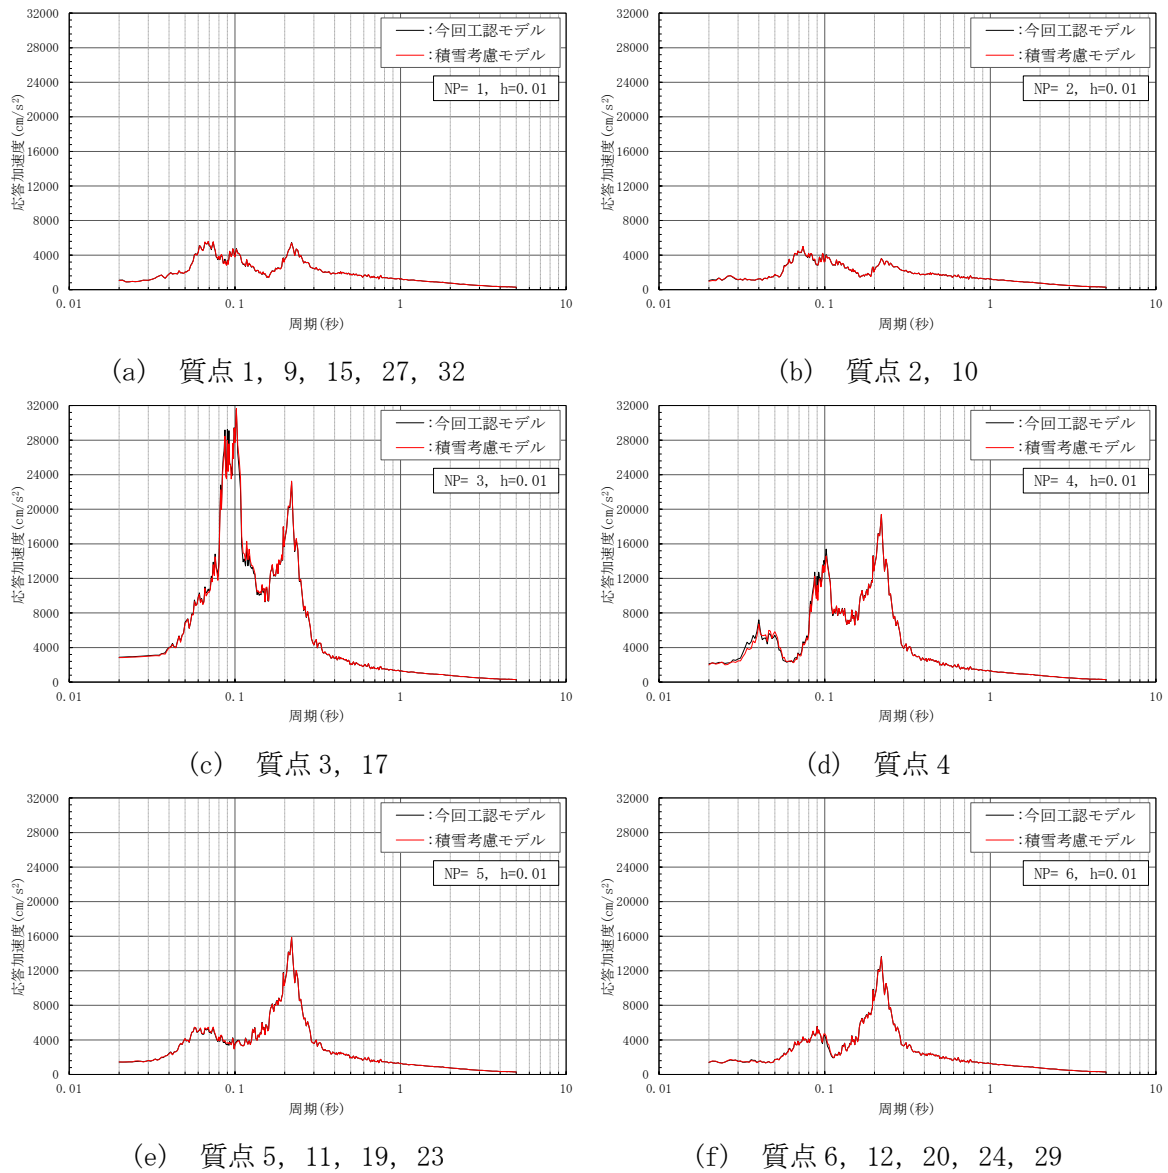 32000
28000
24000
20000
16000
12000
8000
4000
0
応答加速度(cm/s²)
:今回工認モデル
:積雪考慮モデル
NP= 1, h=0.01
0.01 0.1 1 10
周期(秒)
(a) 質点 1, 9, 15, 27, 32
32000
28000
24000
20000
16000
12000
8000
4000
0
応答加速度(cm/s²)
:今回工認モデル
:積雪考慮モデル
NP= 2, h=0.01
0.01 0.1 1 10
周期(秒)
(b) 質点 2, 10
32000
28000
24000
20000
16000
12000
8000
4000
0
応答加速度(cm/s²)
:今回工認モデル
:積雪考慮モデル
NP= 3, h=0.01
0.01 0.1 1 10
周期(秒)
(c) 質点 3, 17
32000
28000
24000
20000
16000
12000
8000
4000
0
応答加速度(cm/s²)
:今回工認モデル
:積雪考慮モデル
NP= 4, h=0.01
0.01 0.1 1 10
周期(秒)
(d) 質点 4
32000
28000
24000
20000
16000
12000
8000
4000
0
応答加速度(cm/s²)
:今回工認モデル
:積雪考慮モデル
NP= 5, h=0.01
0.01 0.1 1 10
周期(秒)
(e) 質点 5, 11, 19, 23
32000
28000
24000
20000
16000
12000
8000
4000
0
応答加速度(cm/s²)
:今回工認モデル
:積雪考慮モデル
NP= 6, h=0.01
0.01 0.1 1 10
周期(秒)
(f) 質点 6, 12, 20, 24, 29